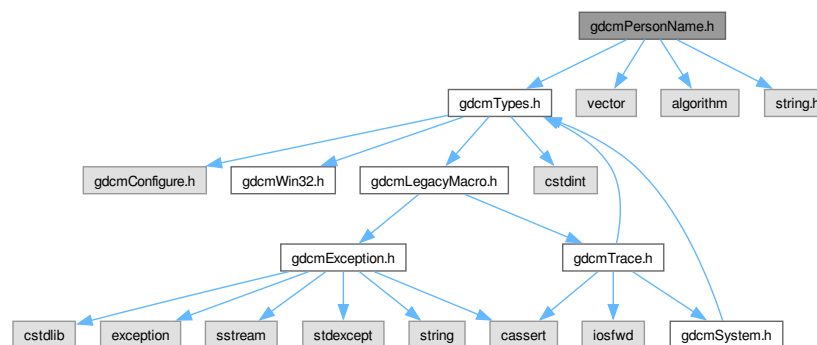 gdcmPersonName.h
gdcmTypes.h
vector
algorithm
string.h
gdcmConfigure.h
gdcmWin32.h
gdcmLegacyMacro.h
cstdint
gdcmException.h
gdcmTrace.h
cstdlib
exception
sstream
stdexcept
string
cassert
iosfwd
gdcmSystem.h